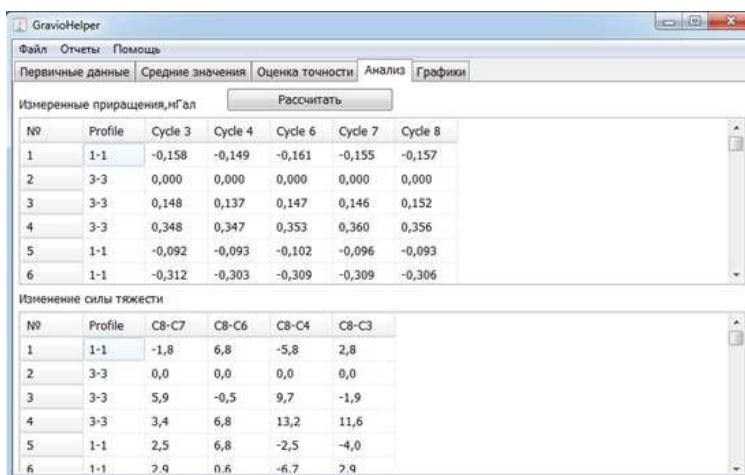 GravioHelper
Файл Отчеты Помощь
Первичные данные Средние значения Оценка точности Анализ Графики
Измеренные приращения,мГал Рассчитать
№ Profile Cycle 3 Cycle 4 Cycle 6 Cycle 7 Cycle 8
1 1-1 -0,158 -0,149 -0,161 -0,155 -0,157
2 3-3 0,000 0,000 0,000 0,000 0,000
3 3-3 0,148 0,137 0,147 0,146 0,152
4 3-3 0,348 0,347 0,353 0,360 0,356
5 1-1 -0,092 -0,093 -0,102 -0,096 -0,093
6 1-1 -0,312 -0,303 -0,309 -0,309 -0,306
Изменение силы тяжести
№ Profile C8-C7 C8-C6 C8-C4 C8-C3
1 1-1 -1,8 6,8 -5,8 2,8
2 3-3 0,0 0,0 0,0 0,0
3 3-3 5,9 -0,5 9,7 -1,9
4 3-3 3,4 6,8 13,2 11,6
5 1-1 2,5 6,8 -2,5 -4,0
6 1-1 2,9 0,6 -6,7 2,9